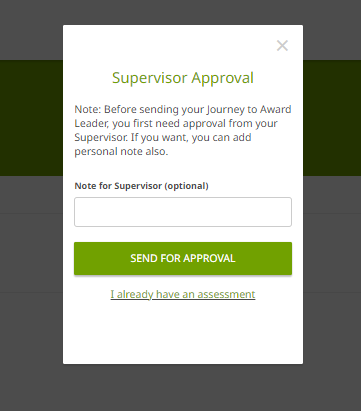 Supervisor Approval
Note: Before sending your Journey to Award
Leader, you first need approval from your
Supervisor. If you want, you can add
personal note also.
Note for Supervisor (optional)
SEND FOR APPROVAL
I already have an assessment